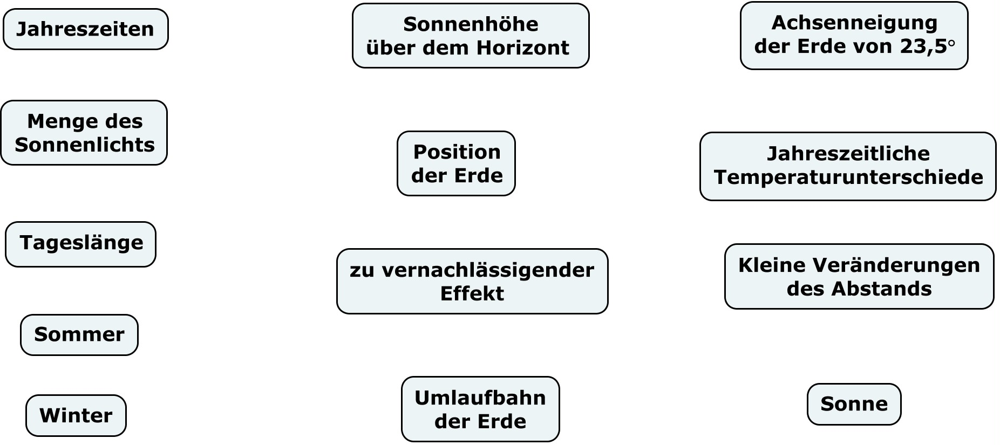 Jahreszeiten
Sonnenhöhe
über dem Horizont
Achsenneigung
der Erde von 23,5°
Menge des
Sonnenlichts
Position
der Erde
Jahreszeitliche
Temperaturunterschiede
Tageslänge
zu vernachlässigender
Effekt
Kleine Veränderungen
des Abstands
Sommer
Winter
Umlaufbahn
der Erde
Sonne